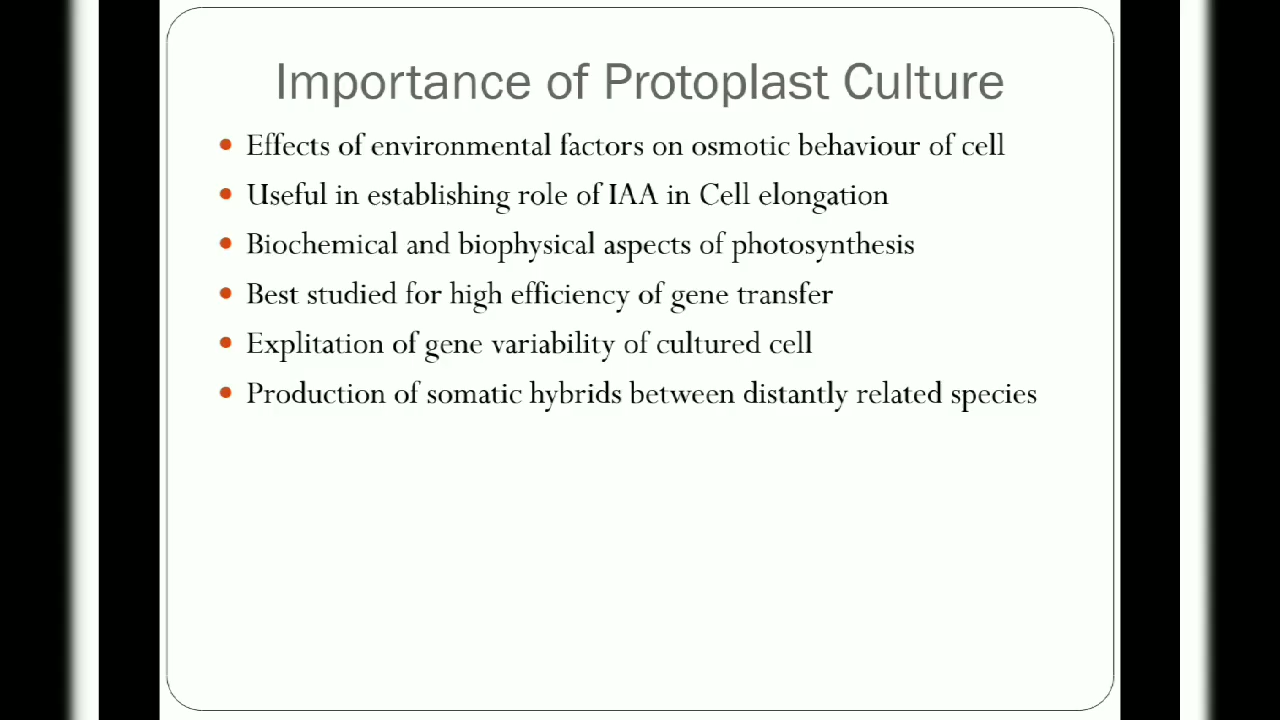 Importance of Protoplast Culture
• Effects of environmental factors on osmotic behaviour of cell
• Useful in establishing role of IAA in Cell elongation
• Biochemical and biophysical aspects of photosynthesis
• Best studied for high efficiency of gene transfer
• Explitation of gene variability of cultured cell
• Production of somatic hybrids between distantly related species